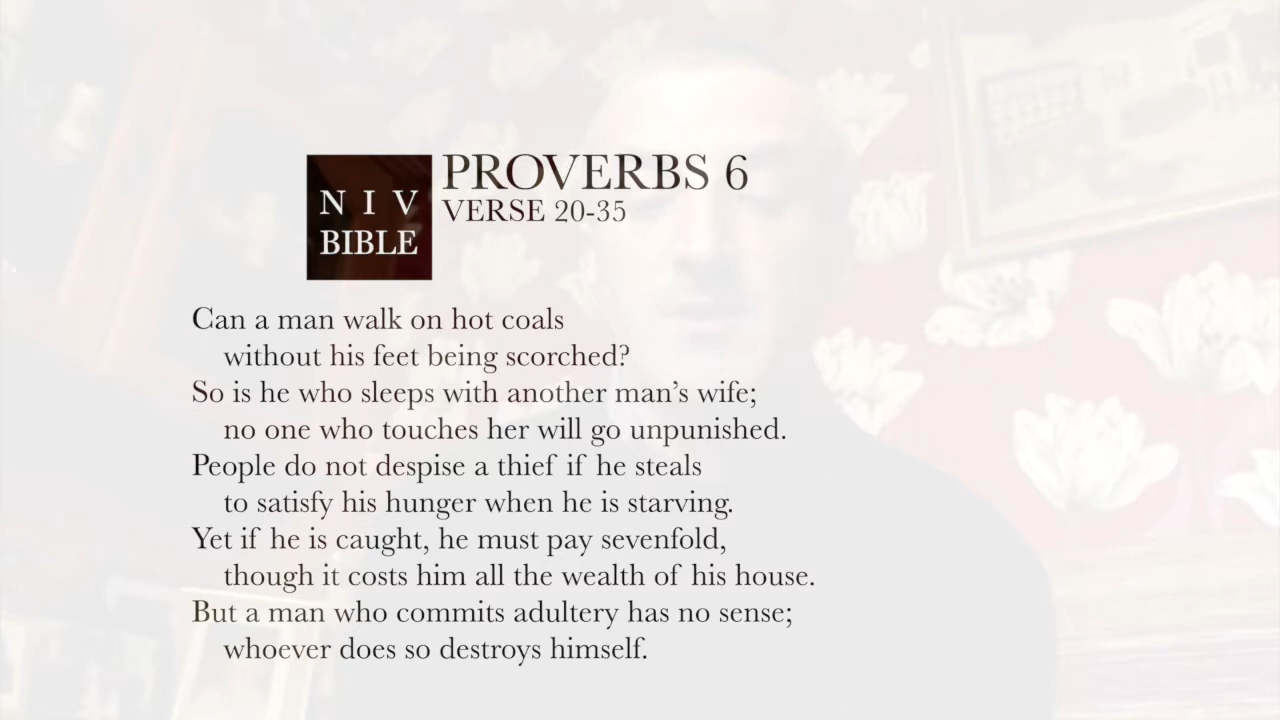 NIV
BIBLE
PROVERBS 6
VERSE 20-35
Can a man walk on hot coals
without his feet being scorched?
So is he who sleeps with another man’s wife;
no one who touches her will go unpunished.
People do not despise a thief if he steals
to satisfy his hunger when he is starving.
Yet if he is caught, he must pay sevenfold,
though it costs him all the wealth of his house.
But a man who commits adultery has no sense;
whoever does so destroys himself.